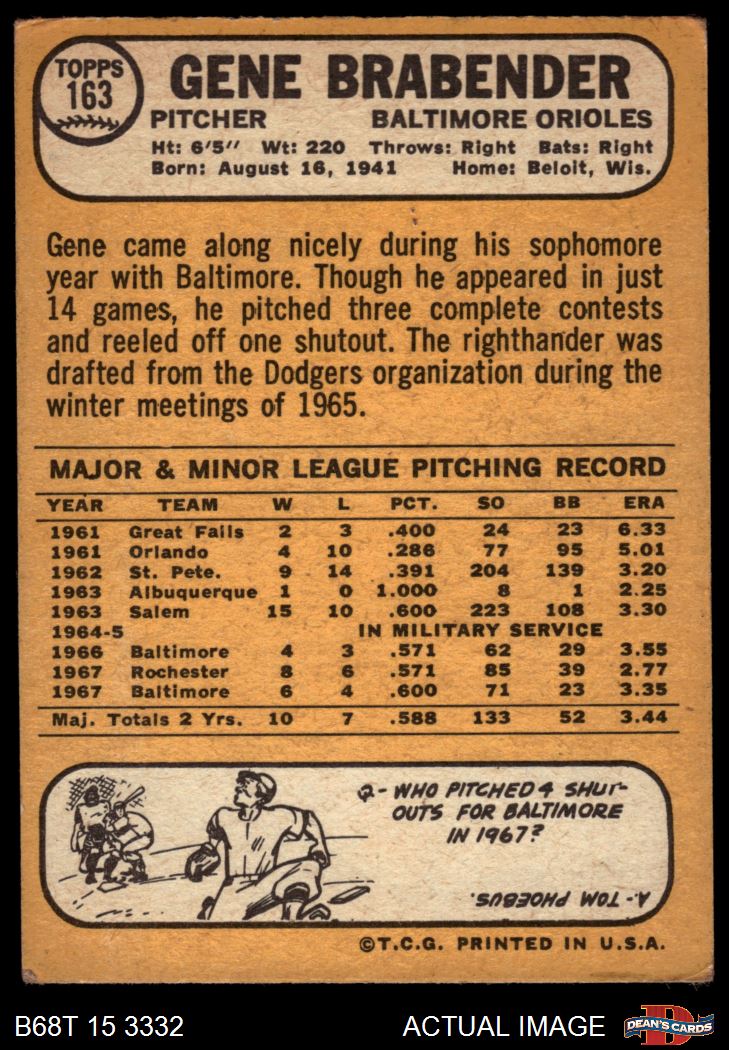 TOPPS
163
GENE BRABENDER
PITCHER BALTIMORE ORIOLES
Ht: 6'5" Wt: 220 Throws: Right Bats: Right
Born: August 16, 1941 Home: Beloit, Wis.
Gene came along nicely during his sophomore
year with Baltimore. Though he appeared in just
14 games, he pitched three complete contests
and reeled off one shutout. The righthander was
drafted from the Dodgers organization during the
winter meetings of 1965.
MAJOR & MINOR LEAGUE PITCHING RECORD
YEAR TEAM W L PCT. SO BB ERA
1961 Great Falls 2 3 .400 24 23 6.33
1961 Orlando 4 10 .286 77 95 5.01
1962 St. Pete. 9 14 .391 204 139 3.20
1963 Albuquerque 1 0 1.000 8 1 2.25
1963 Salem 15 10 .600 223 108 3.30
1964-5 IN MILITARY SERVICE
1966 Baltimore 4 3 .571 62 29 3.55
1967 Rochester 8 6 .571 85 39 2.77
1967 Baltimore 6 4 .600 71 23 3.35
Maj. Totals 2 Yrs. 10 7 .588 133 52 3.44
Q- WHO PITCHED 4 SHUT-
OUTS FOR BALTIMORE
IN 1967?
A- TOM PHOEBUS.
©T.C.G. PRINTED IN U.S.A.
B68T 15 3332 ACTUAL IMAGE
D
DEAN'S CARDS